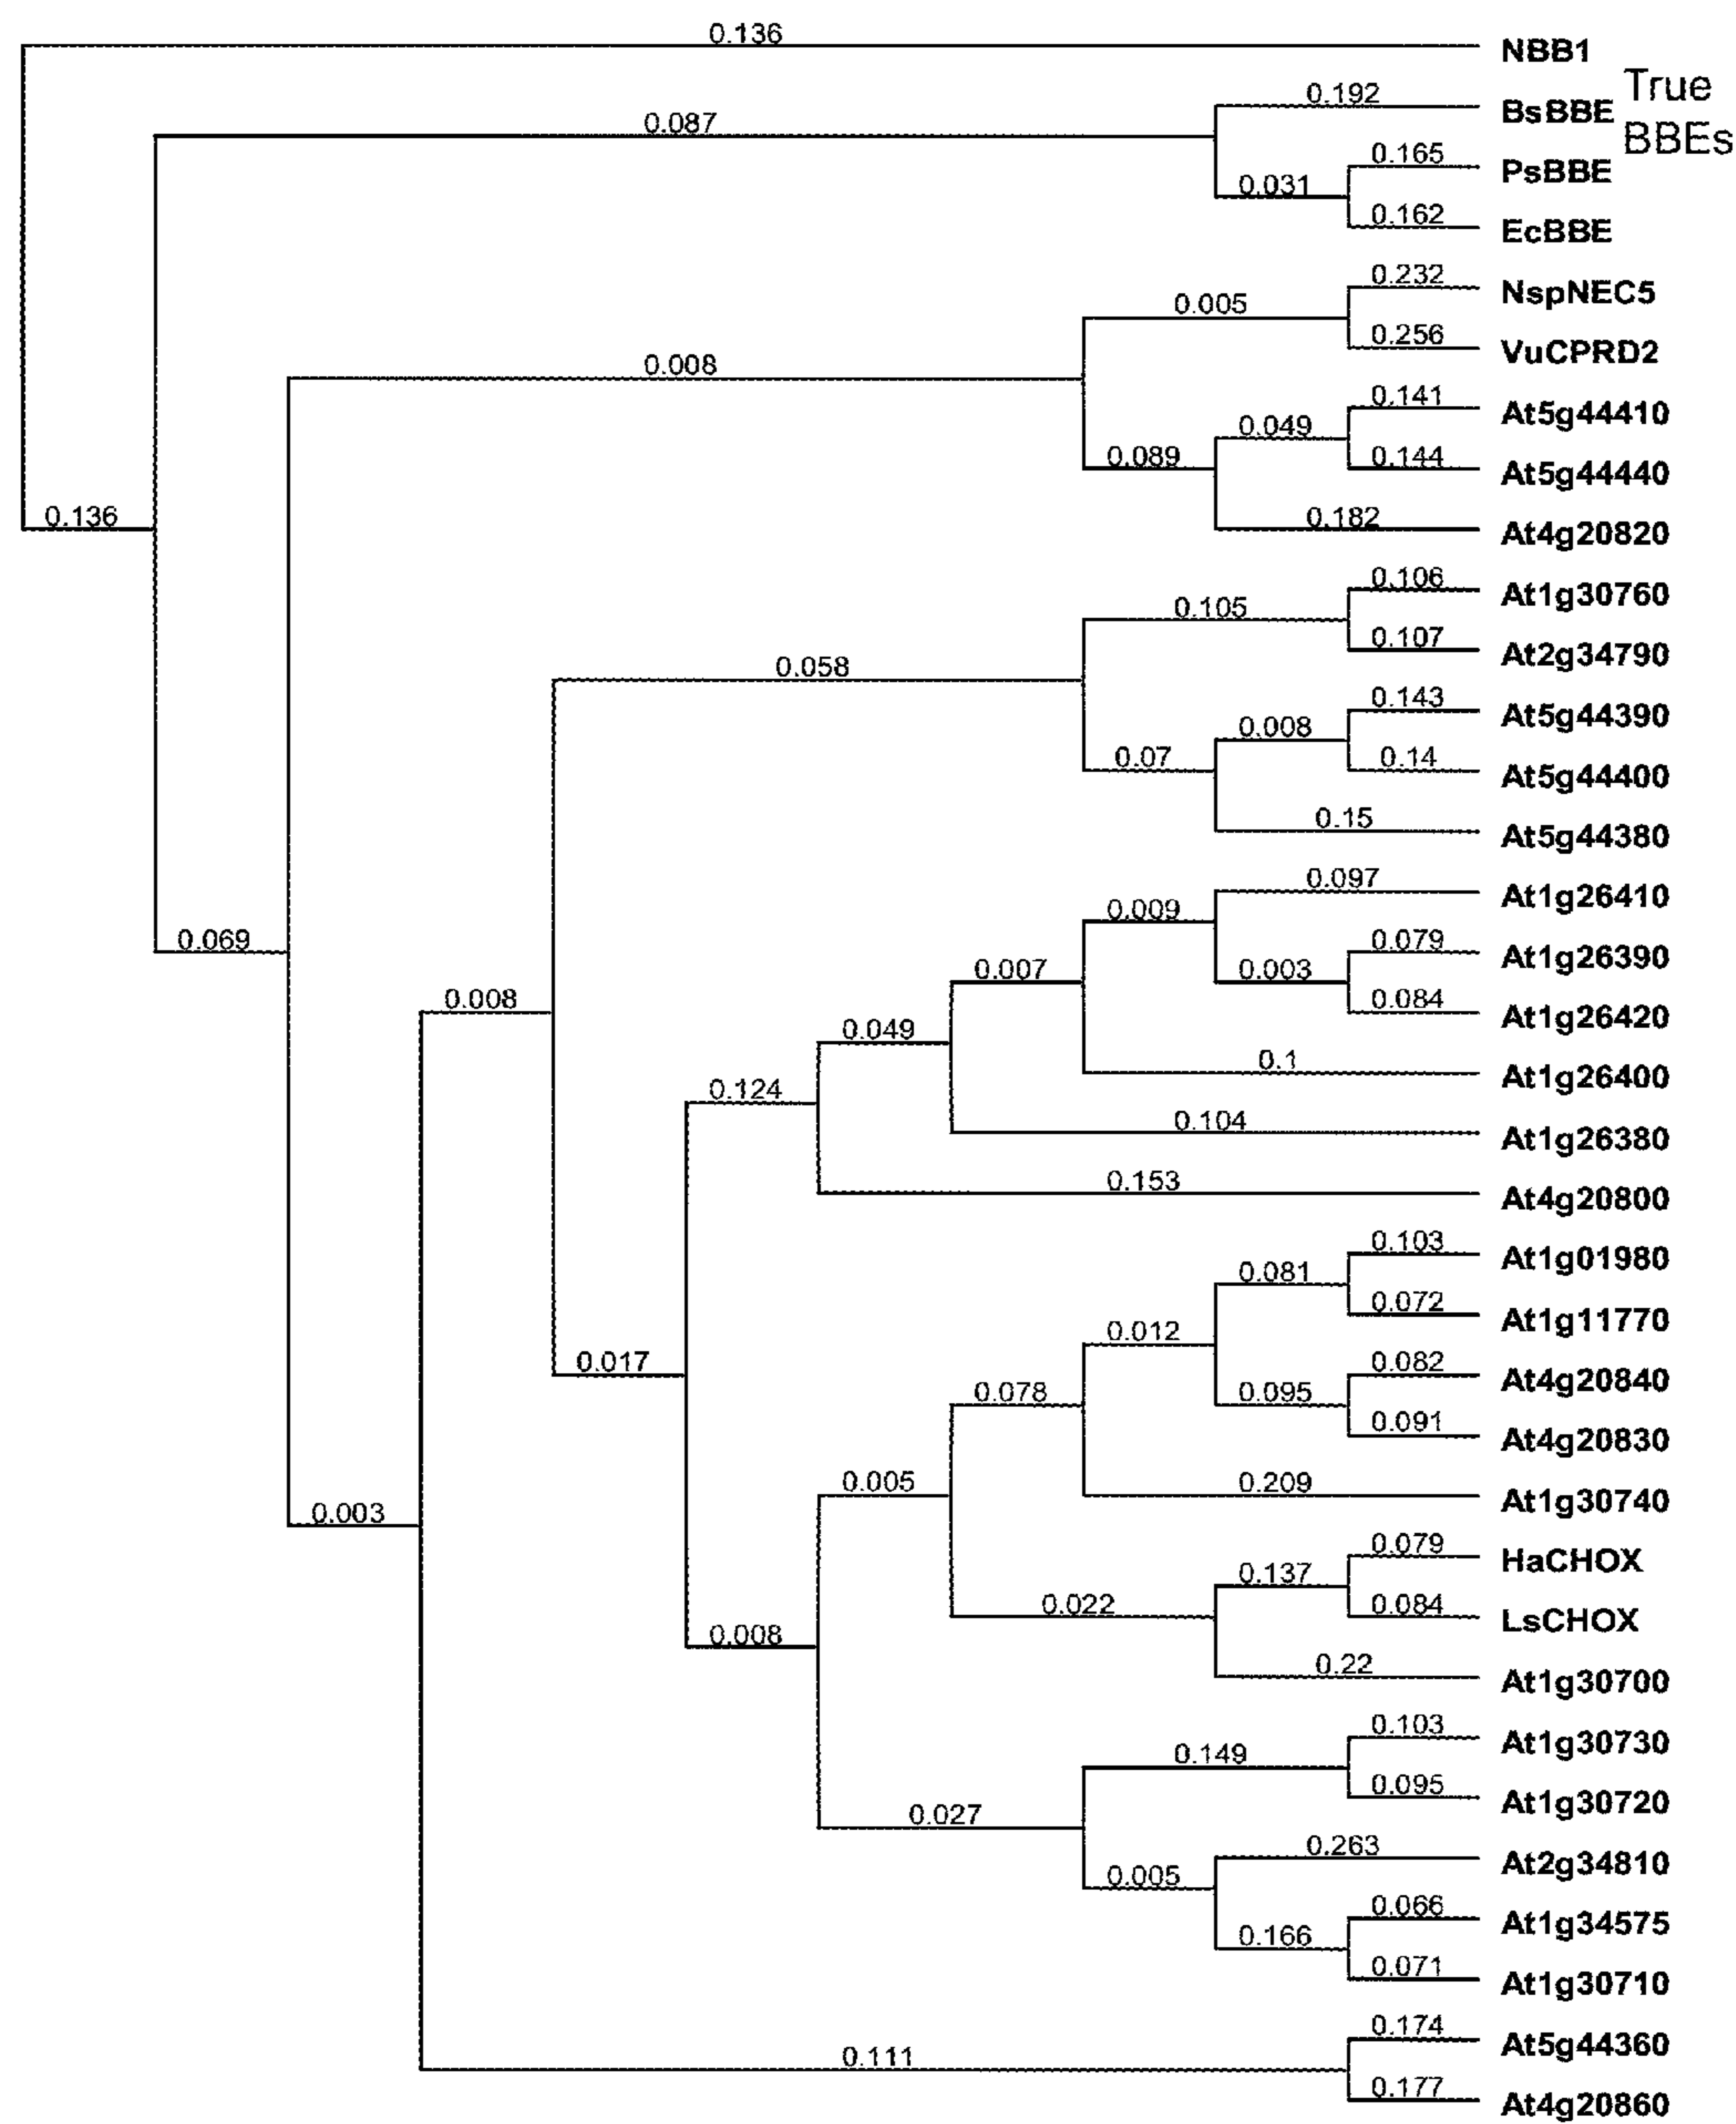 0.136
NBB1
True
BBEs
0.192
BsBBE
0.087
0.165
PsBBE
0.031
0.162
EcBBE
0.232
NspNEC5
0.005
0.256
VuCPRD2
0.008
0.141
At5g44410
0.049
0.144
At5g44440
0.089
0.182
At4g20820
0.136
0.106
At1g30760
0.105
0.107
At2g34790
0.058
0.143
At5g44390
0.008
0.14
At5g44400
0.07
0.15
At5g44380
0.097
At1g26410
0.009
0.079
At1g26390
0.069
0.007
0.003
0.084
At1g26420
0.008
0.049
0.1
At1g26400
0.124
0.104
At1g26380
0.153
At4g20800
0.103
At1g01980
0.081
0.072
At1g11770
0.012
0.082
At4g20840
0.017
0.078
0.095
0.091
At4g20830
0.005
0.209
At1g30740
0.003
0.079
HaCHOX
0.137
0.084
LsCHOX
0.022
0.008
0.22
At1g30700
0.103
At1g30730
0.149
0.095
At1g30720
0.027
0.263
At2g34810
0.005
0.066
At1g34575
0.166
0.071
At1g30710
0.174
At5g44360
0.111
0.177
At4g20860